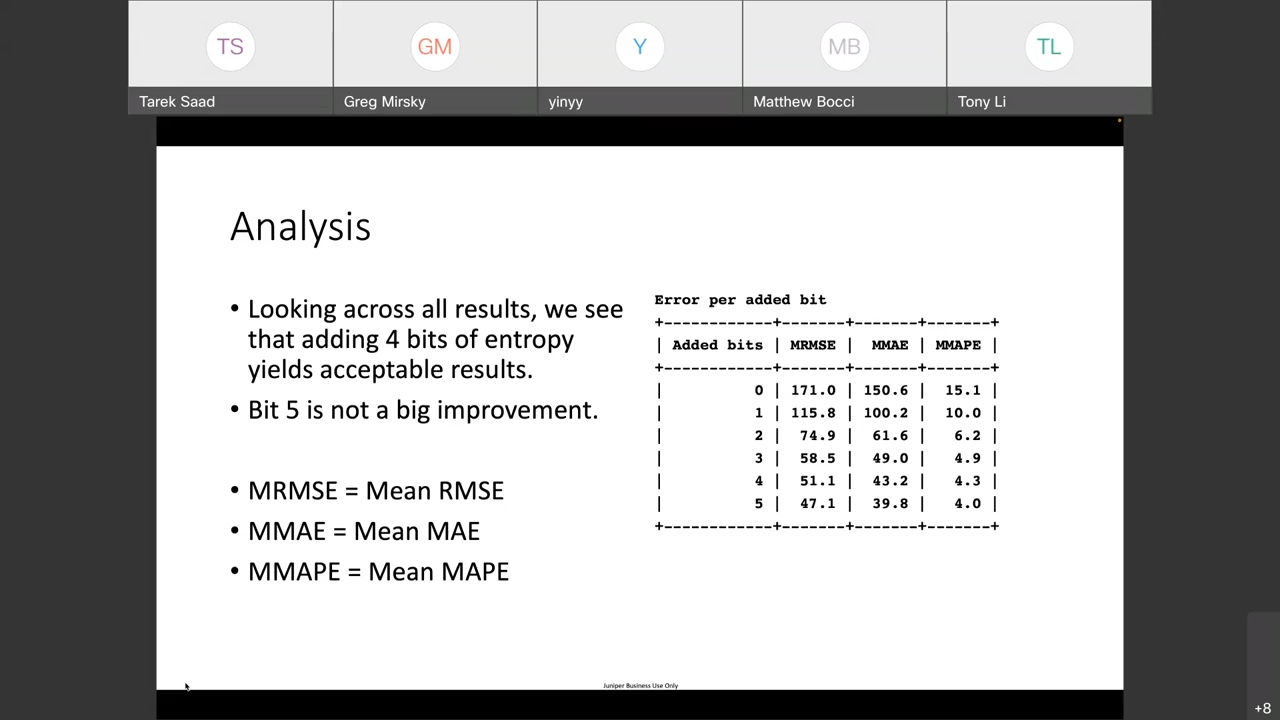 TS GM Y MB TL
Tarek Saad Greg Mirsky yinyy Matthew Bocci Tony Li
Analysis
• Looking across all results, we see
that adding 4 bits of entropy
yields acceptable results.
• Bit 5 is not a big improvement.
• MRMSE = Mean RMSE
• MMAE = Mean MAE
• MMAPE = Mean MAPE
Error per added bit
+------------+-------+-------+-------+
| Added bits | MRMSE | MMAE | MMAPE |
+------------+-------+-------+-------+
| 0 | 171.0 | 150.6 | 15.1 |
| 1 | 115.8 | 100.2 | 10.0 |
| 2 | 74.9 | 61.6 | 6.2 |
| 3 | 58.5 | 49.0 | 4.9 |
| 4 | 51.1 | 43.2 | 4.3 |
| 5 | 47.1 | 39.8 | 4.0 |
+------------+-------+-------+-------+
Juniper Business Use Only
+8